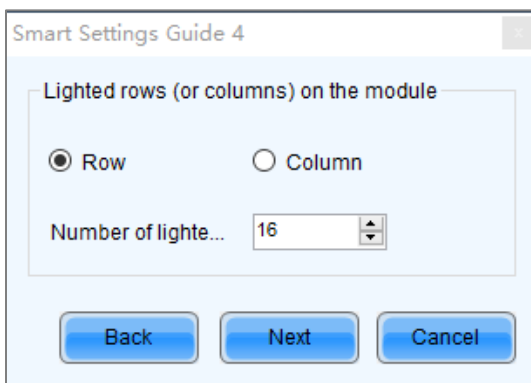 Smart Settings Guide 4
Lighted rows (or columns) on the module
Row Column
Number of lighte... 16
Back Next Cancel